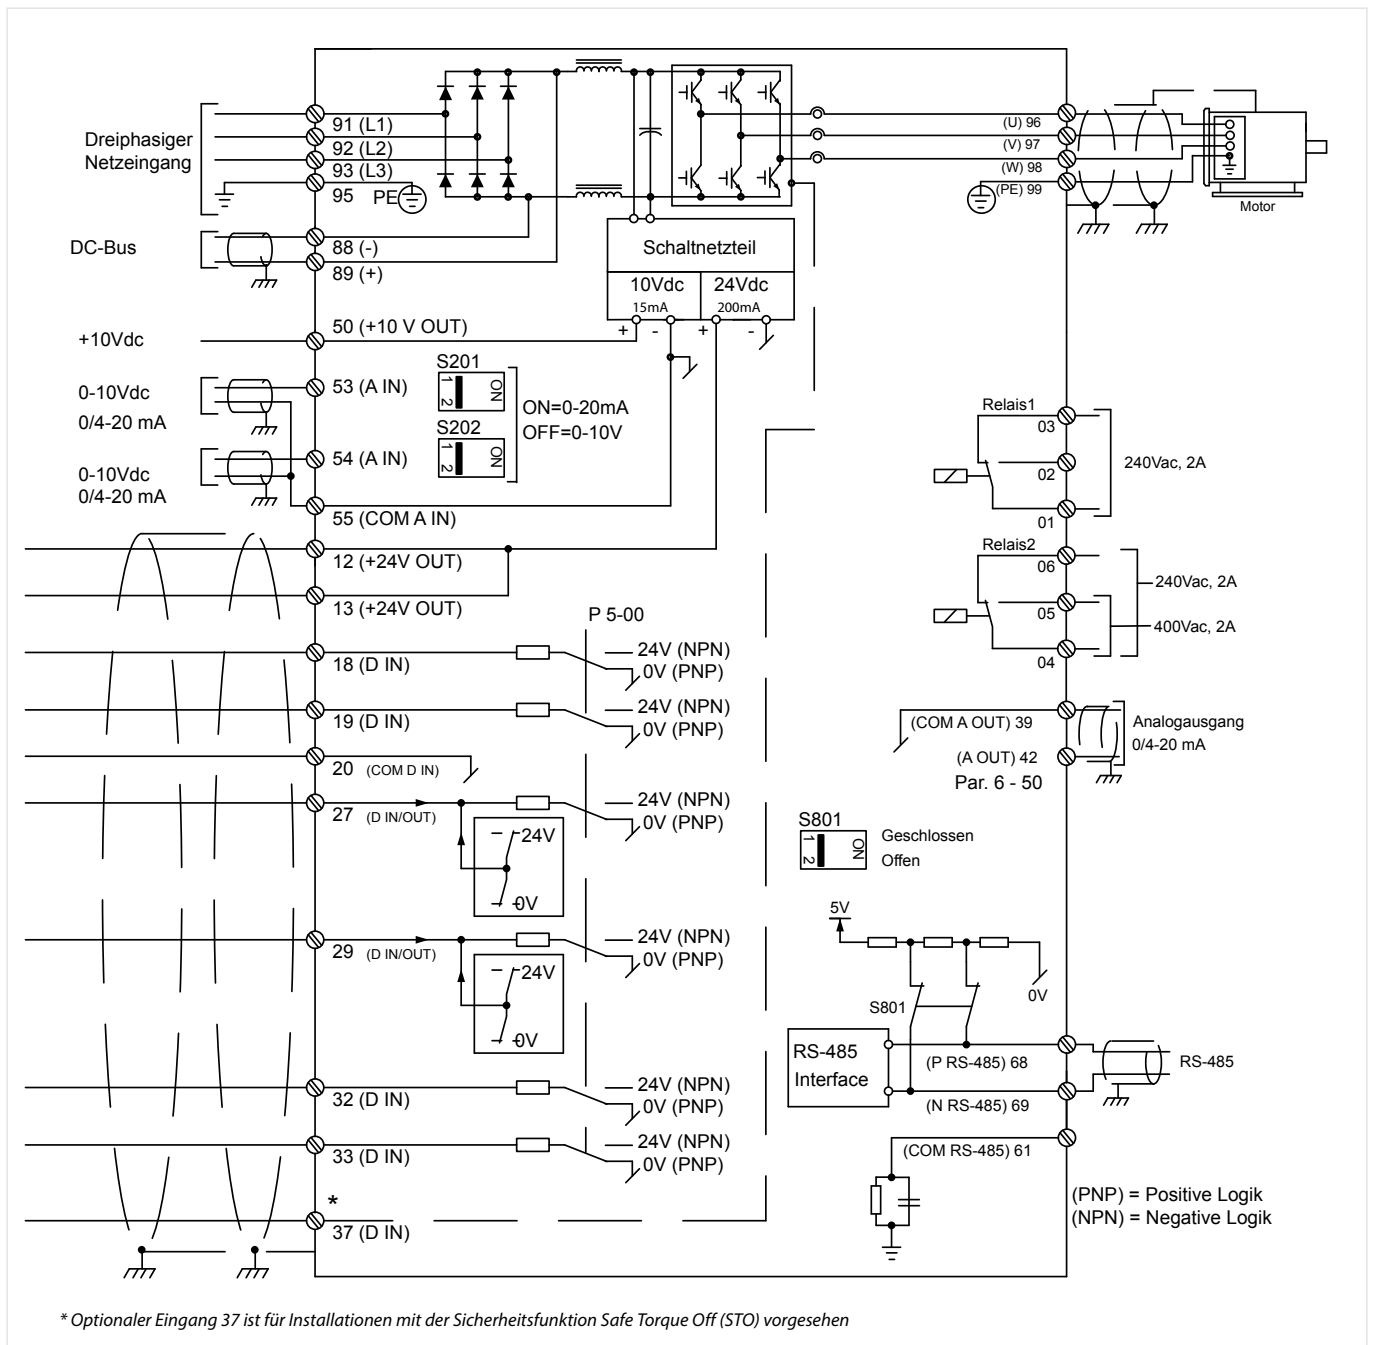 Dreiphasiger
Netzeingang
91 (L1)
92 (L2)
93 (L3)
95 PE
DC-Bus
88 (-)
89 (+)
+10Vdc
50 (+10 V OUT)
0-10Vdc
0/4-20 mA
53 (A IN)
0-10Vdc
0/4-20 mA
54 (A IN)
55 (COM A IN)
12 (+24V OUT)
13 (+24V OUT)
Schaltnetzteil
10Vdc
15mA
24Vdc
200mA
+ - + -
S201
1 2 ON
S202
1 2 ON
ON=0-20mA
OFF=0-10V
P 5-00
18 (D IN)
24V (NPN)
0V (PNP)
19 (D IN)
24V (NPN)
0V (PNP)
20 (COM D IN)
27 (D IN/OUT)
24V (NPN)
0V (PNP)
24V
0V
29 (D IN/OUT)
24V (NPN)
0V (PNP)
24V
0V
32 (D IN)
24V (NPN)
0V (PNP)
33 (D IN)
24V (NPN)
0V (PNP)
*
37 (D IN)
(U) 96
(V) 97
(W) 98
(PE) 99
Motor
Relais1
03
02
01
240Vac, 2A
Relais2
06
05
04
240Vac, 2A
400Vac, 2A
(COM A OUT) 39
(A OUT) 42
Par. 6 - 50
Analogausgang
0/4-20 mA
S801
1 2 ON
Geschlossen
Offen
5V
0V
S801
RS-485
Interface
(P RS-485) 68
(N RS-485) 69
(COM RS-485) 61
RS-485
(PNP) = Positive Logik
(NPN) = Negative Logik
* Optionaler Eingang 37 ist für Installationen mit der Sicherheitsfunktion Safe Torque Off (STO) vorgesehen